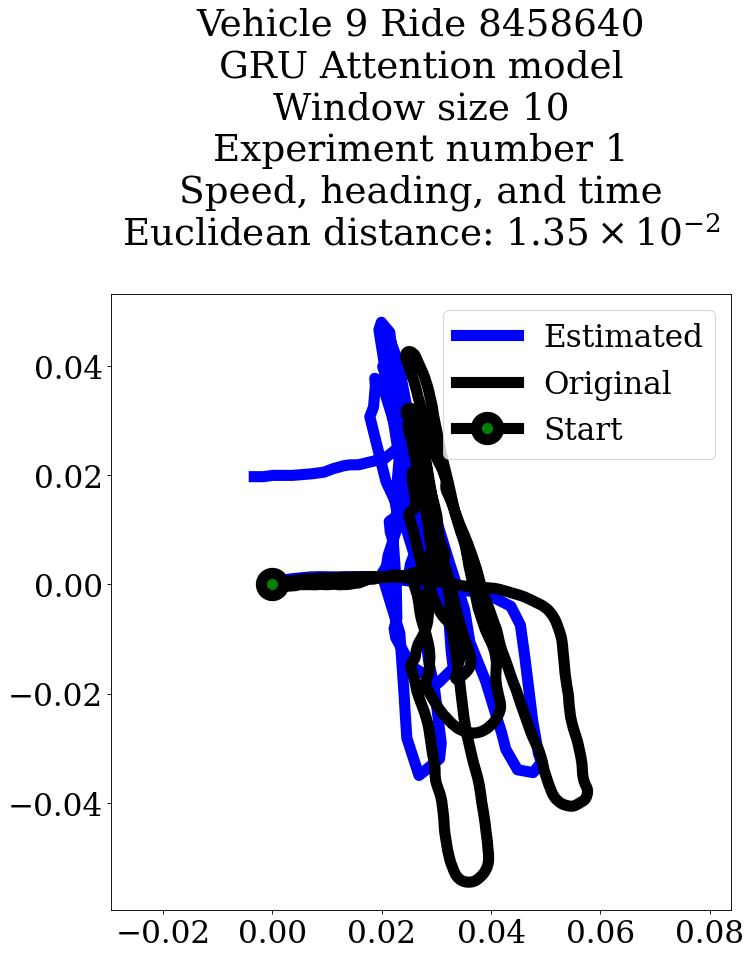 Vehicle 9 Ride 8458640
GRU Attention model
Window size 10
Experiment number 1
Speed, heading, and time
Euclidean distance: 1.35 × 10⁻²
Estimated
Original
Start
0.04
0.02
0.00
−0.02
−0.04
−0.02 0.00 0.02 0.04 0.06 0.08